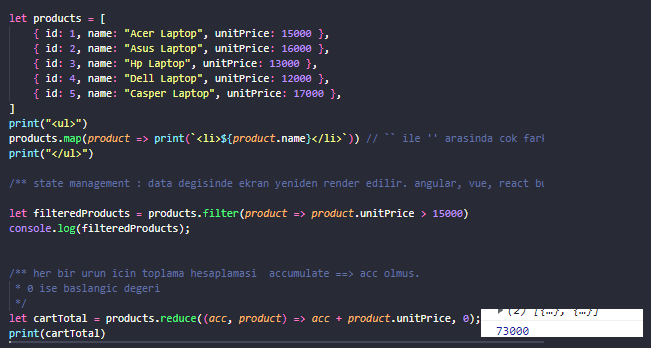 let products = [
{ id: 1, name: "Acer Laptop", unitPrice: 15000 },
{ id: 2, name: "Asus Laptop", unitPrice: 16000 },
{ id: 3, name: "Hp Laptop", unitPrice: 13000 },
{ id: 4, name: "Dell Laptop", unitPrice: 12000 },
{ id: 5, name: "Casper Laptop", unitPrice: 17000 },
]
print("<ul>")
products.map(product => print(`<li>${product.name}</li>`)) // `` ile '' arasinda cok
print("</ul>")
/** state management : data degisinde ekran yeniden render edilir. angular, vue, react
let filteredProducts = products.filter(product => product.unitPrice > 15000)
console.log(filteredProducts);
/** her bir urun icin toplama hesaplamasi accumulate ==> acc olmus.
* 0 ise baslangic degeri
*/
let cartTotal = products.reduce((acc, product) => acc + product.unitPrice, 0);
(2) [{…}, {…}]
print(cartTotal)
73000